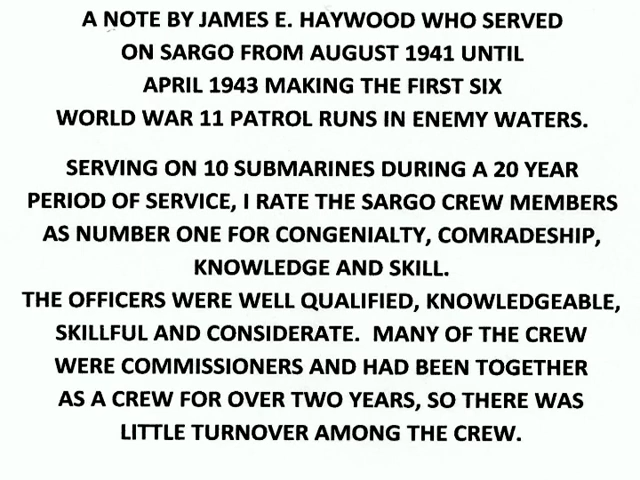 A NOTE BY JAMES E. HAYWOOD WHO SERVED
ON SARGO FROM AUGUST 1941 UNTIL
APRIL 1943 MAKING THE FIRST SIX
WORLD WAR 11 PATROL RUNS IN ENEMY WATERS.
SERVING ON 10 SUBMARINES DURING A 20 YEAR
PERIOD OF SERVICE, I RATE THE SARGO CREW MEMBERS
AS NUMBER ONE FOR CONGENIALTY, COMRADESHIP,
KNOWLEDGE AND SKILL.
THE OFFICERS WERE WELL QUALIFIED, KNOWLEDGEABLE,
SKILLFUL AND CONSIDERATE.  MANY OF THE CREW
WERE COMMISSIONERS AND HAD BEEN TOGETHER
AS A CREW FOR OVER TWO YEARS, SO THERE WAS
LITTLE TURNOVER AMONG THE CREW.